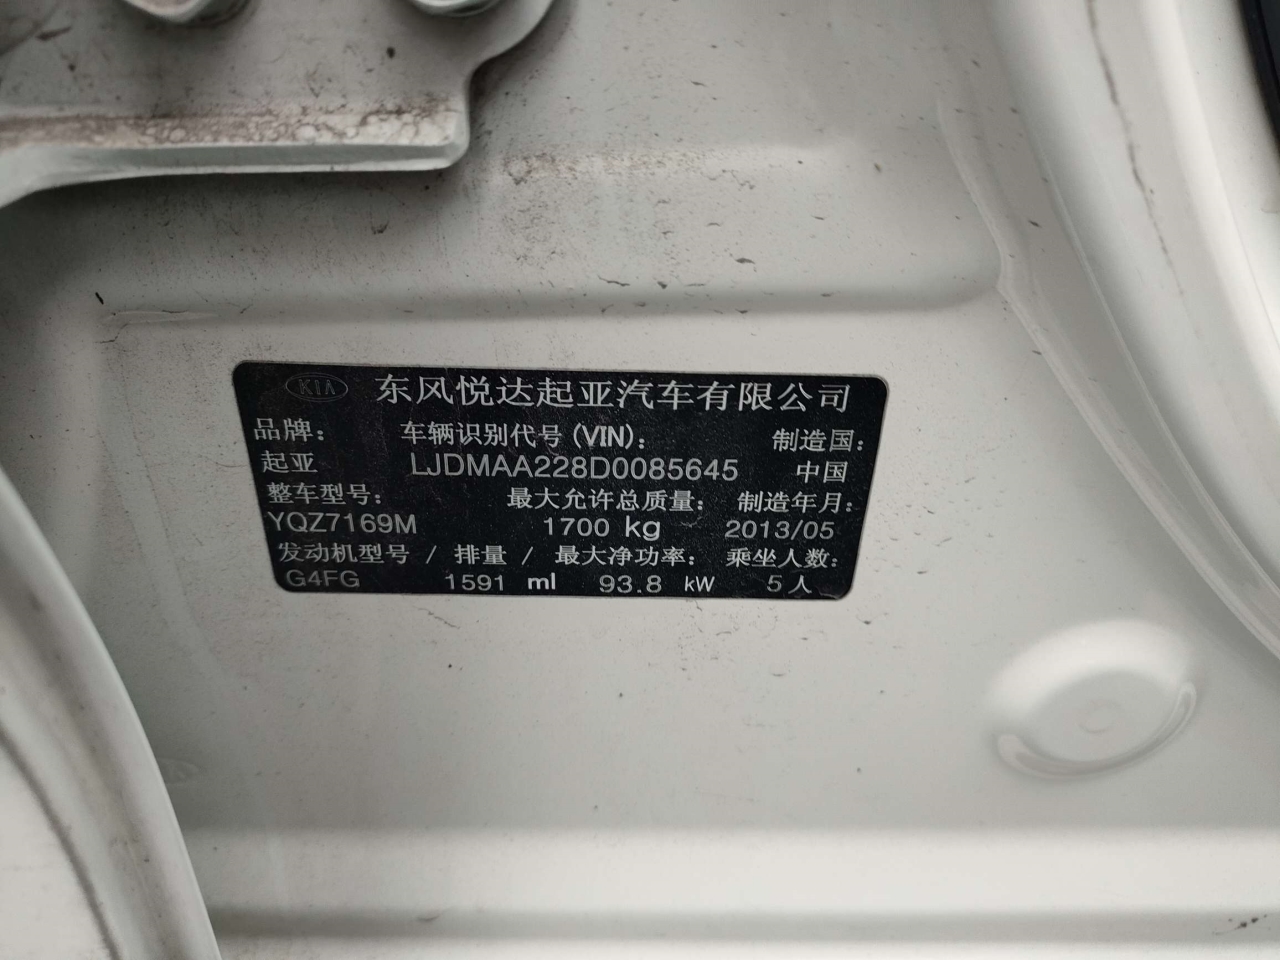 KIA 东风悦达起亚汽车有限公司
品牌： 车辆识别代号(VIN)： 制造国：
起亚 LJDMAA228D0085645 中国
整车型号： 最大允许总质量： 制造年月：
YQZ7169M 1700 kg 2013/05
发动机型号 / 排量 / 最大净功率： 乘坐人数：
G4FG 1591 ml 93.8 kW 5人